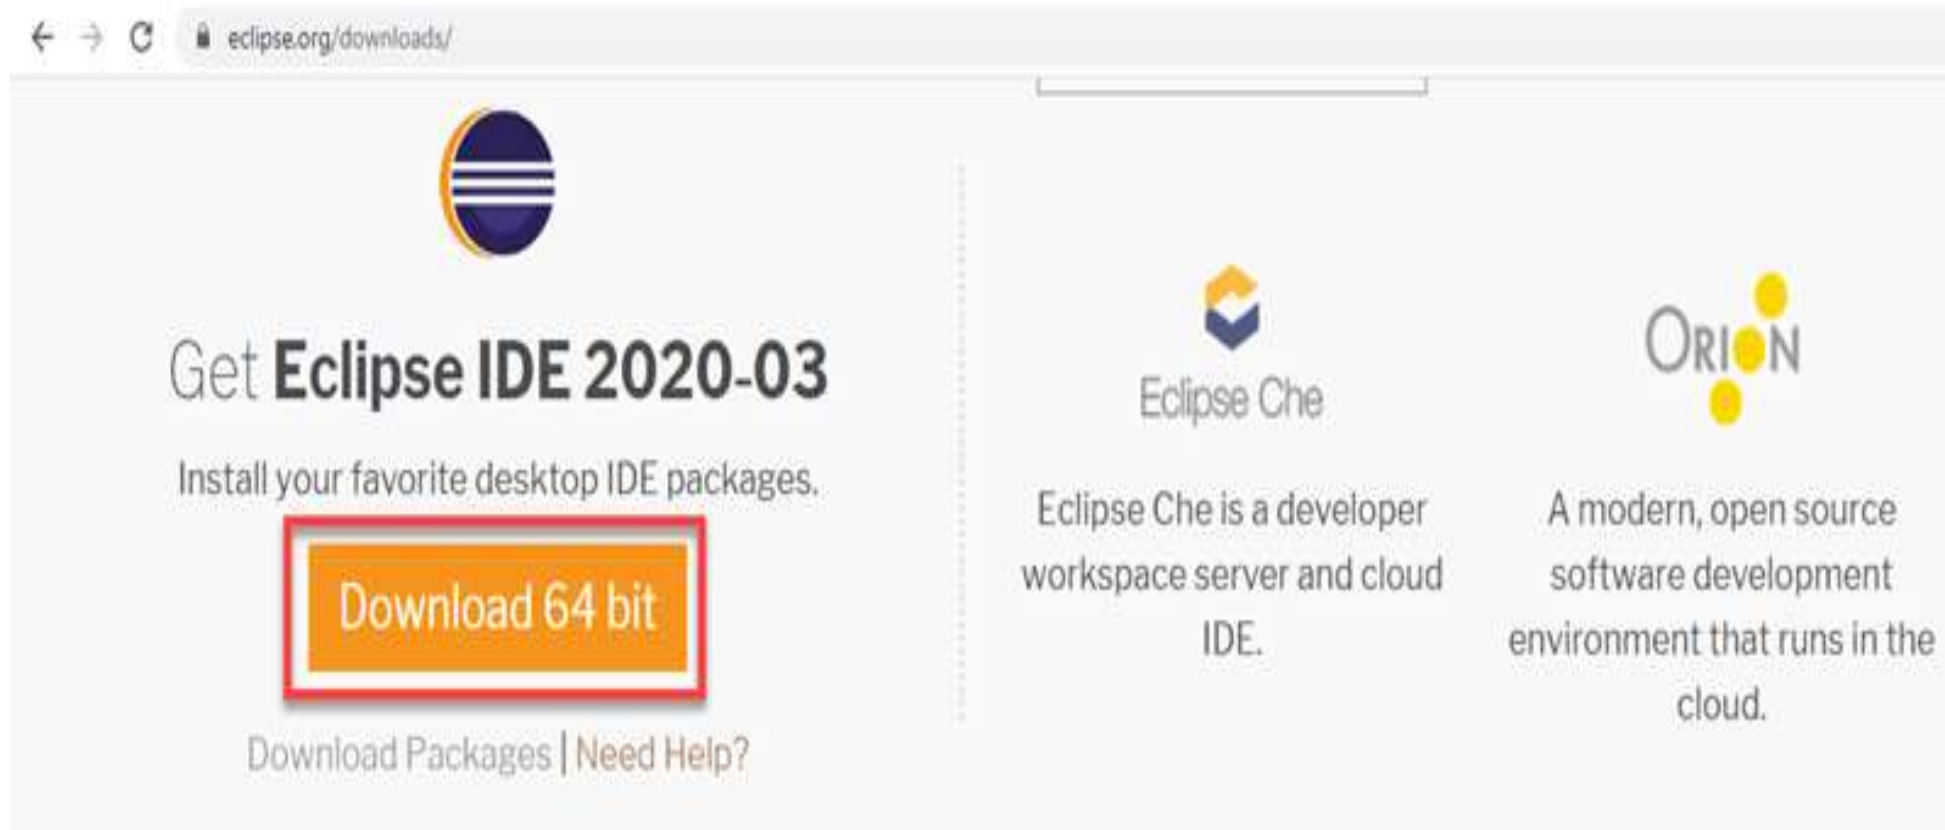 eclipse.org/downloads/
Get Eclipse IDE 2020-03
Install your favorite desktop IDE packages.
Download 64 bit
Download Packages | Need Help?
Eclipse Che
Eclipse Che is a developer
workspace server and cloud
IDE.
ORION
A modern, open source
software development
environment that runs in the
cloud.